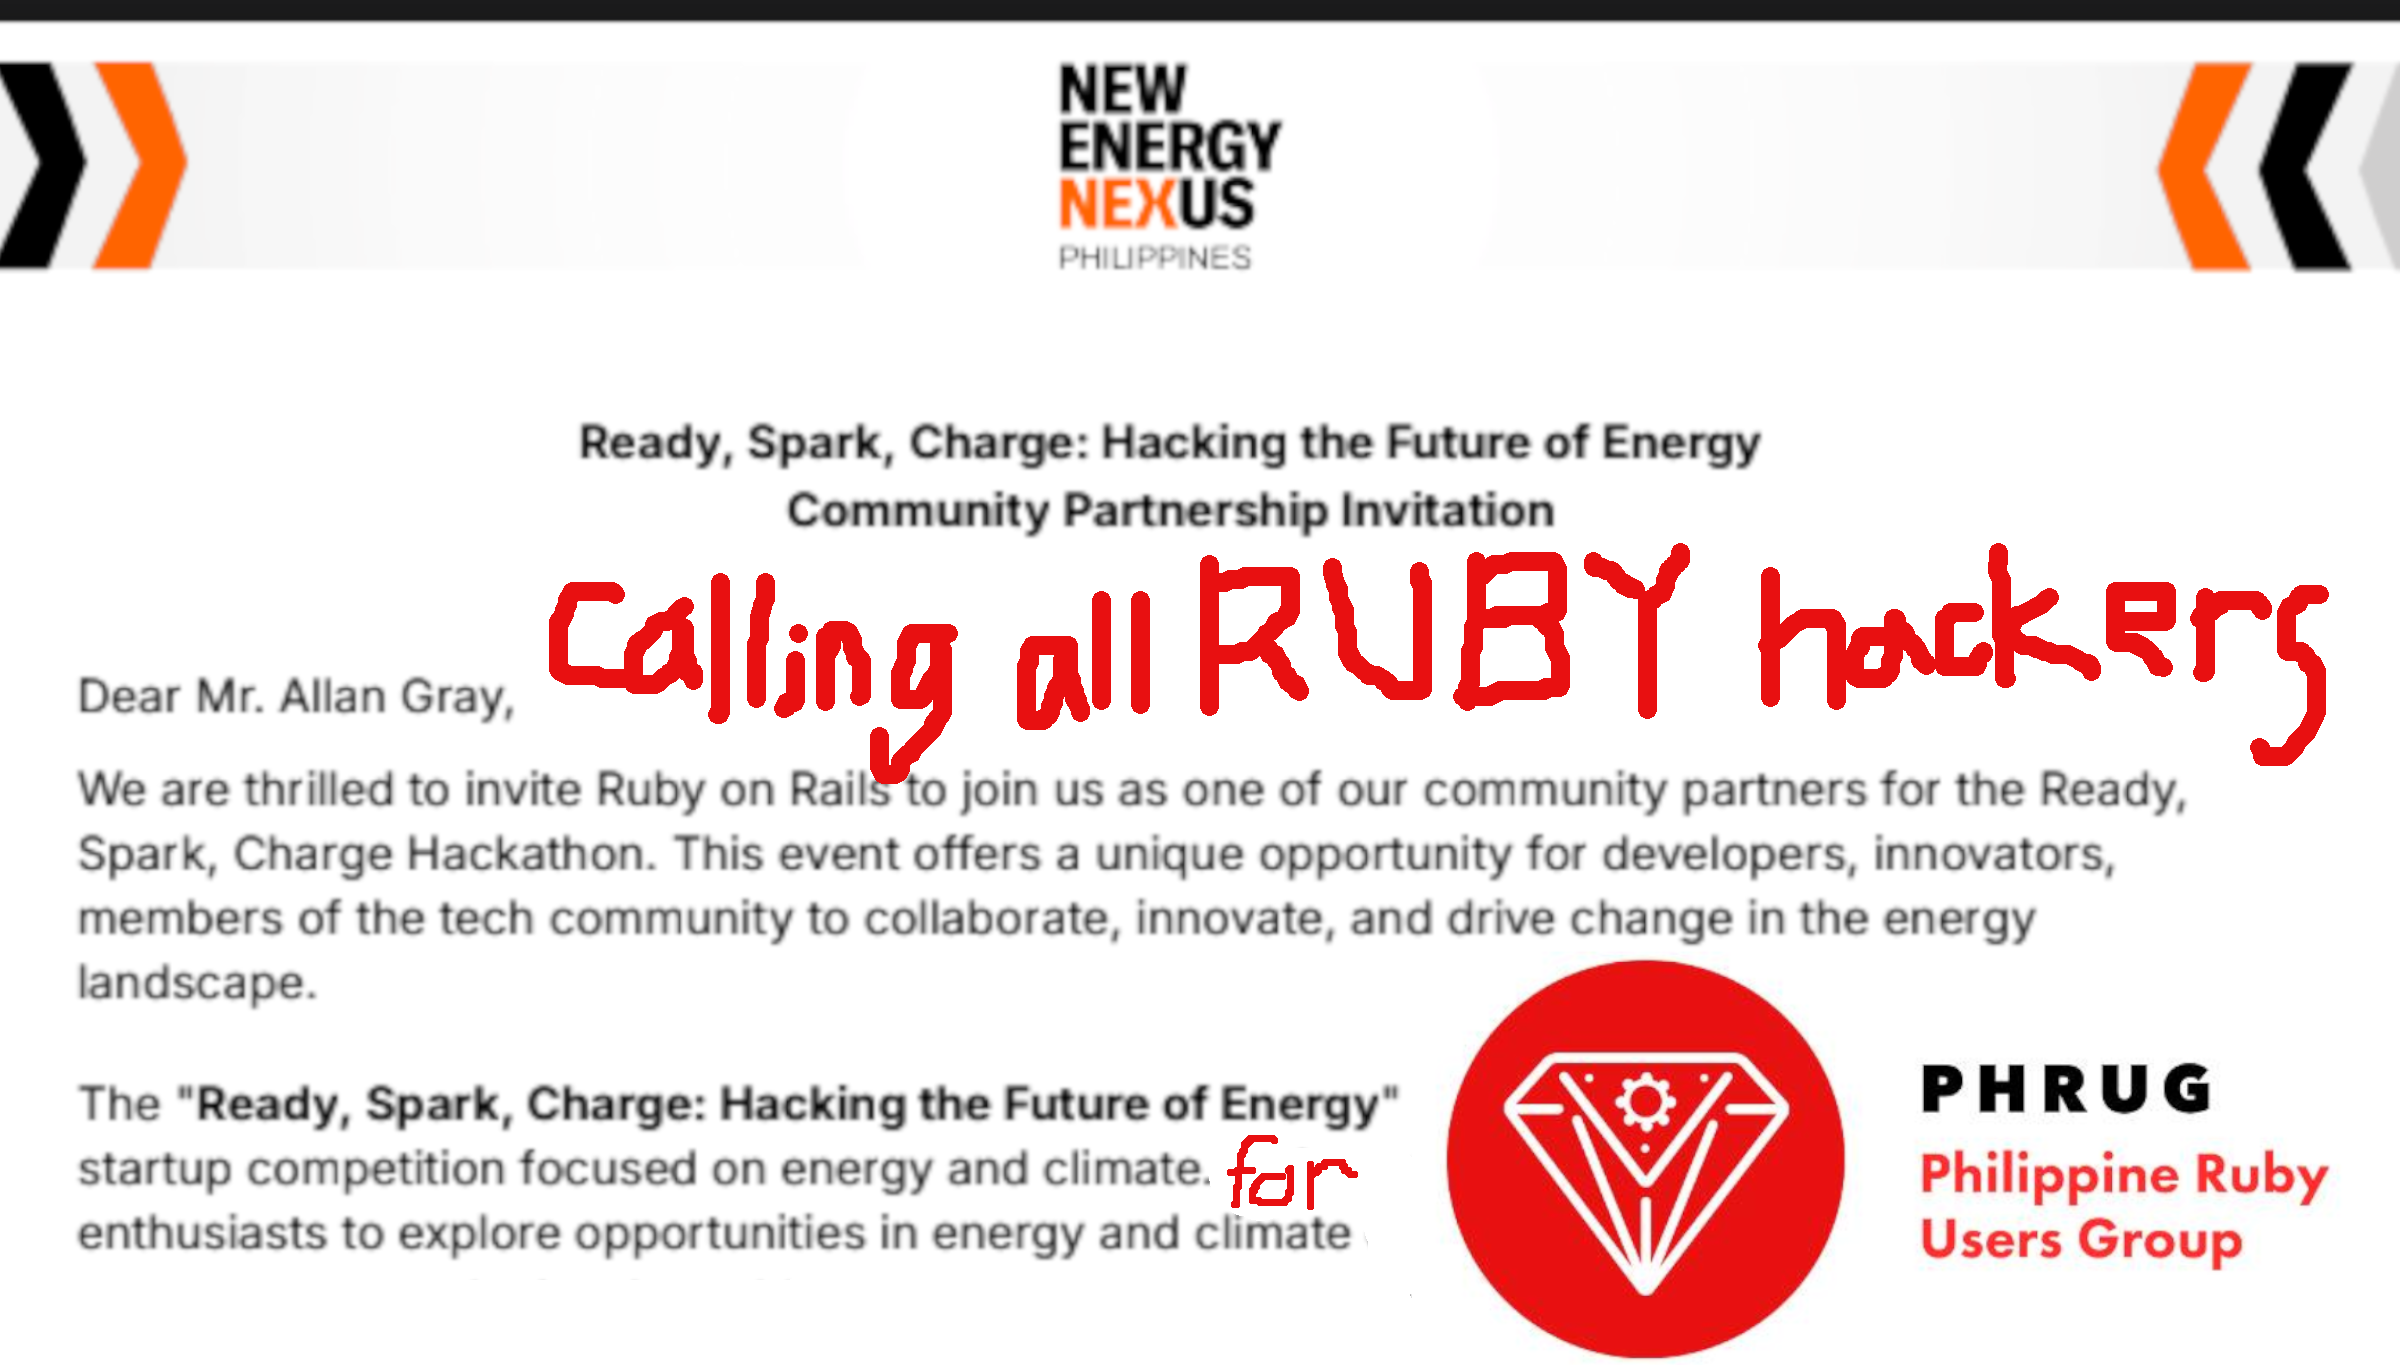 NEW
ENERGY
NEXUS
PHILIPPINES
Ready, Spark, Charge: Hacking the Future of Energy
Community Partnership Invitation
Calling all RUBY hackers
Dear Mr. Allan Gray,
We are thrilled to invite Ruby on Rails to join us as one of our community partners for the Ready,
Spark, Charge Hackathon. This event offers a unique opportunity for developers, innovators,
members of the tech community to collaborate, innovate, and drive change in the energy
landscape.
The "Ready, Spark, Charge: Hacking the Future of Energy"
startup competition focused on energy and climate. for
enthusiasts to explore opportunities in energy and climate
PHRUG
Philippine Ruby
Users Group